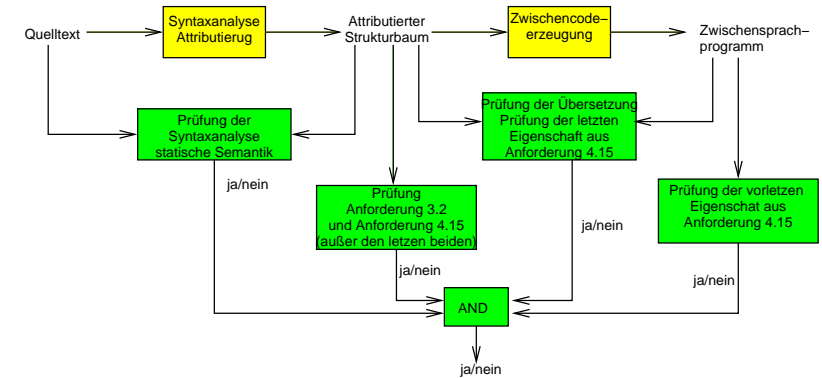 Quelltext
Syntaxanalyse
Attributierug
Attributierter
Strukturbaum
Zwischencode–
erzeugung
Zwischensprach–
programm
Prüfung der
Syntaxanalyse
statische Semantik
Prüfung der Übersetzung
Prüfung der letzten
Eigenschaft aus
Anforderung 4.15
ja/nein
Prüfung
Anforderung 3.2
und Anforderung 4.15
(außer den letzen beiden)
Prüfung der vorletzen
Eigenschat aus
Anforderung 4.15
ja/nein
ja/nein
ja/nein
AND
ja/nein